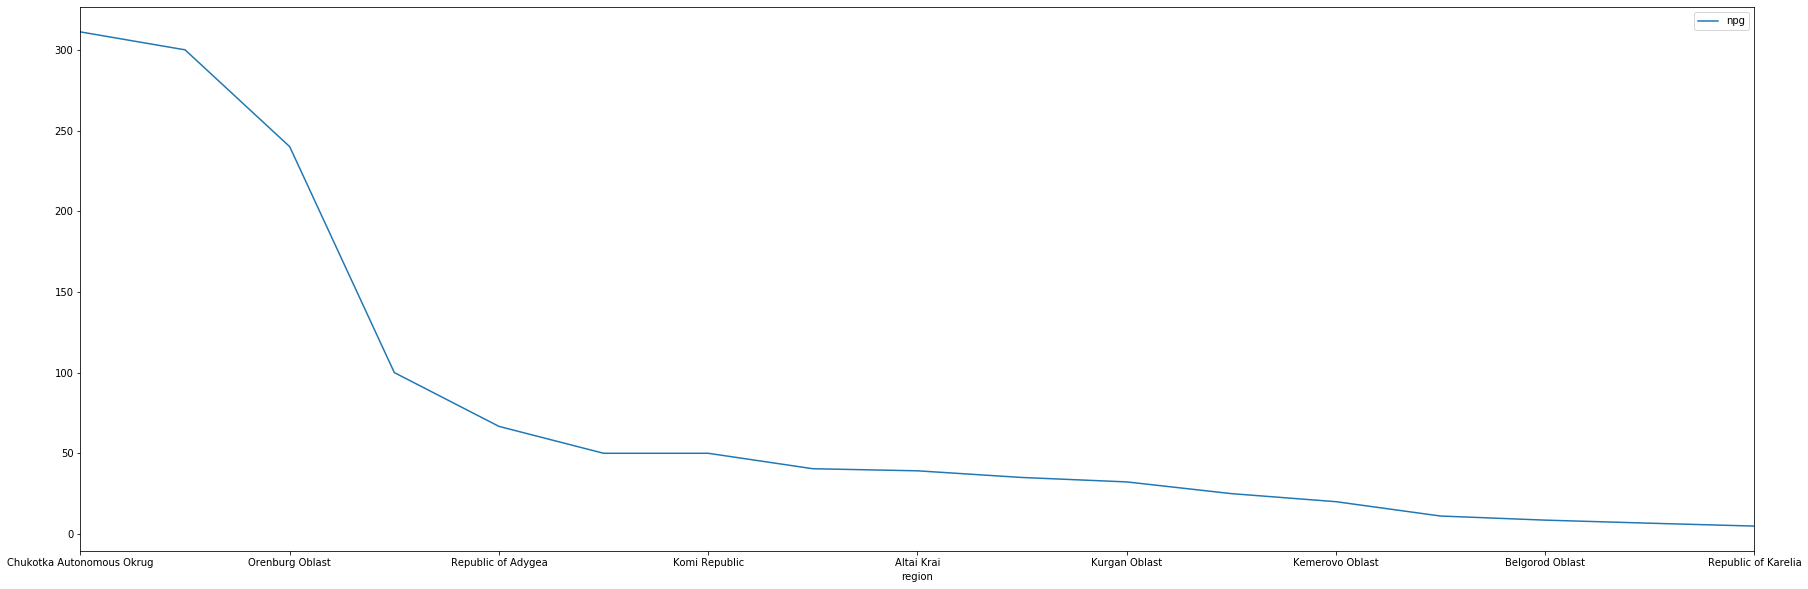 npg
300
250
200
150
100
50
0
Chukotka Autonomous Okrug Orenburg Oblast Republic of Adygea Komi Republic Altai Krai Kurgan Oblast Kemerovo Oblast Belgorod Oblast Republic of Karelia
region